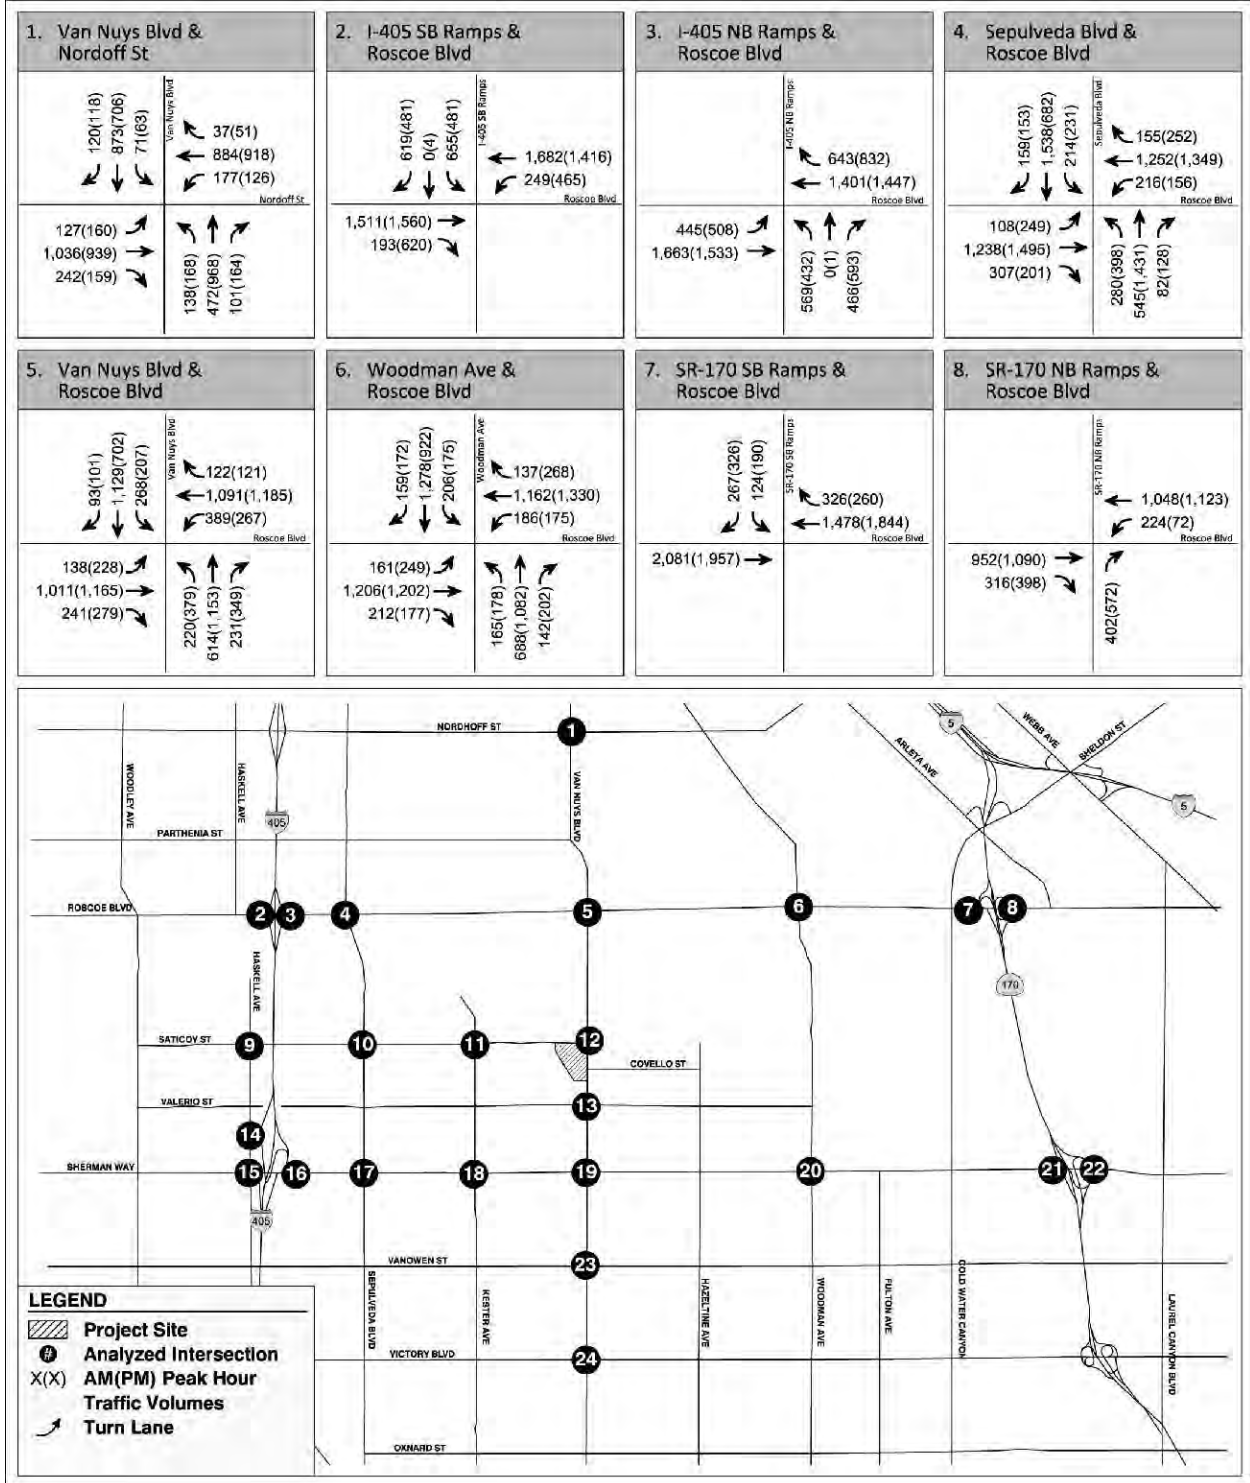 1. Van Nuys Blvd &
Nordoff St
120(118)
873(706)
71(63)
Van Nuys Blvd
37(51)
884(918)
177(126)
Nordoff St
127(160)
1,036(939)
242(159)
138(168)
472(968)
101(164)
2. I-405 SB Ramps &
Roscoe Blvd
619(481)
0(4)
655(481)
I-405 SB Ramps
1,682(1,416)
249(465)
Roscoe Blvd
1,511(1,560)
193(620)
3. I-405 NB Ramps &
Roscoe Blvd
I-405 NB Ramps
643(832)
1,401(1,447)
Roscoe Blvd
445(508)
1,663(1,533)
569(432)
0(1)
466(593)
4. Sepulveda Blvd &
Roscoe Blvd
159(153)
1,538(682)
214(231)
Sepulveda Blvd
155(252)
1,252(1,349)
216(156)
Roscoe Blvd
108(249)
1,238(1,495)
307(201)
280(398)
545(1,431)
82(128)
5. Van Nuys Blvd &
Roscoe Blvd
93(101)
1,129(702)
268(207)
Van Nuys Blvd
122(121)
1,091(1,185)
389(267)
Roscoe Blvd
138(228)
1,011(1,165)
241(279)
220(379)
614(1,153)
231(349)
6. Woodman Ave &
Roscoe Blvd
159(172)
1,278(922)
206(175)
Woodman Ave
137(268)
1,162(1,330)
186(175)
Roscoe Blvd
161(249)
1,206(1,202)
212(177)
165(178)
688(1,082)
142(202)
7. SR-170 SB Ramps &
Roscoe Blvd
267(326)
124(190)
SR-170 SB Ramps
326(260)
1,478(1,844)
Roscoe Blvd
2,081(1,957)
8. SR-170 NB Ramps &
Roscoe Blvd
SR-170 NB Ramps
1,048(1,123)
224(72)
Roscoe Blvd
952(1,090)
316(398)
402(572)
NORDHOFF ST
1
5
WEBB AVE
SHELDON ST
ARLETA AVE
WOODLEY AVE
HASKELL AVE
VAN NUYS BLVD
405
5
PARTHENIA ST
ROSCOE BLVD
2
3
4
5
6
7
8
HASKELL AVE
170
SATICOY ST
9
10
11
12
COVELLO ST
VALERIO ST
13
14
SHERMAN WAY
15
16
17
18
19
20
21
22
405
VANOWEN ST
23
SEPULVEDA BLVD
KESTER AVE
HAZELTINE AVE
WOODMAN AVE
FULTON AVE
COLD WATER CANYON
LAUREL CANYON BLVD
VICTORY BLVD
24
OXNARD ST
LEGEND
Project Site
# Analyzed Intersection
X(X) AM(PM) Peak Hour
Traffic Volumes
Turn Lane